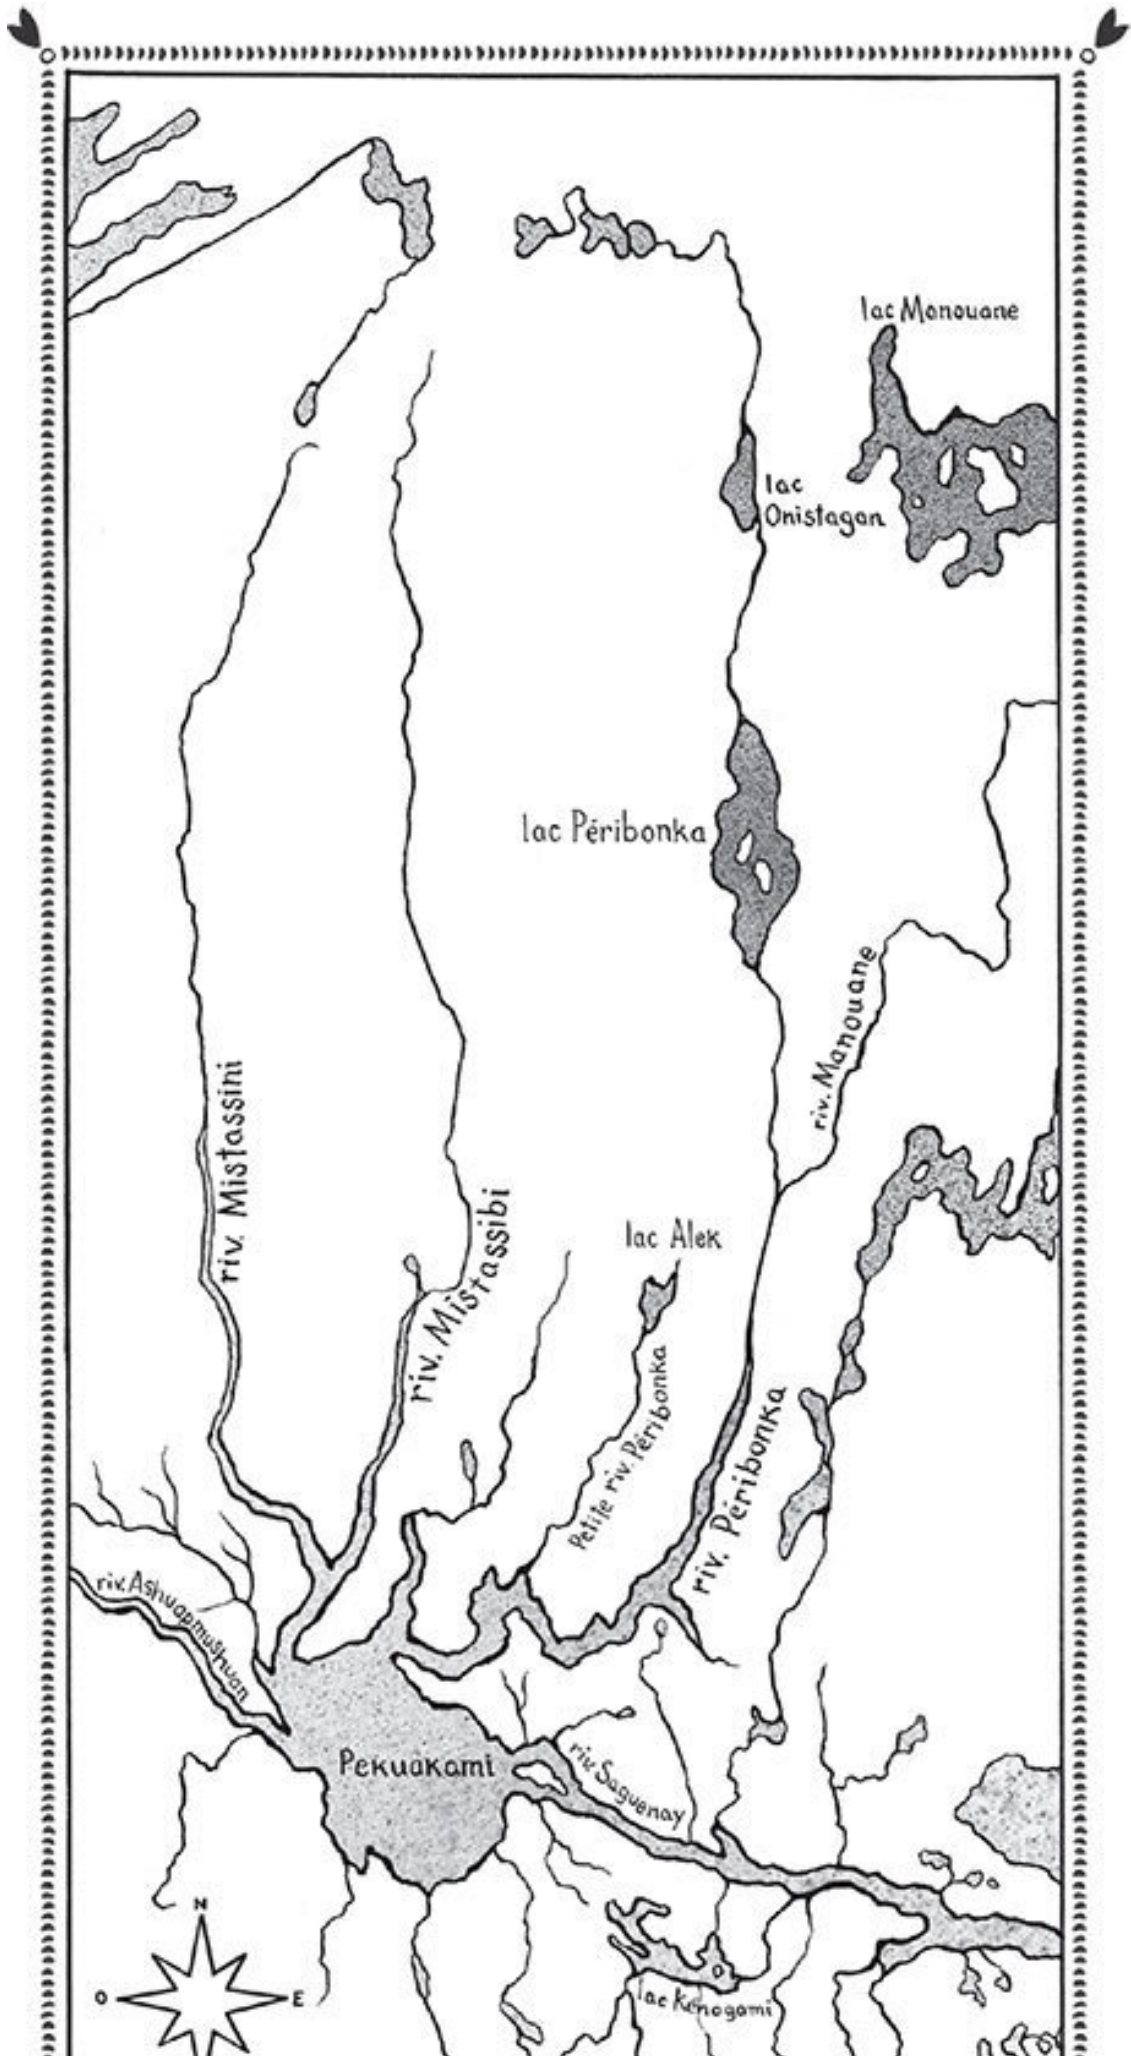 lac Manouane
lac
Onistagan
lac Péribonka
riv. Manouane
riv. Mistassini
riv. Mistassibi
lac Alek
Petite riv. Péribonka
riv. Péribonka
riv. Ashuapmushuan
Pekuakami
riv. Saguenay
N
O
E
lac Kénogami